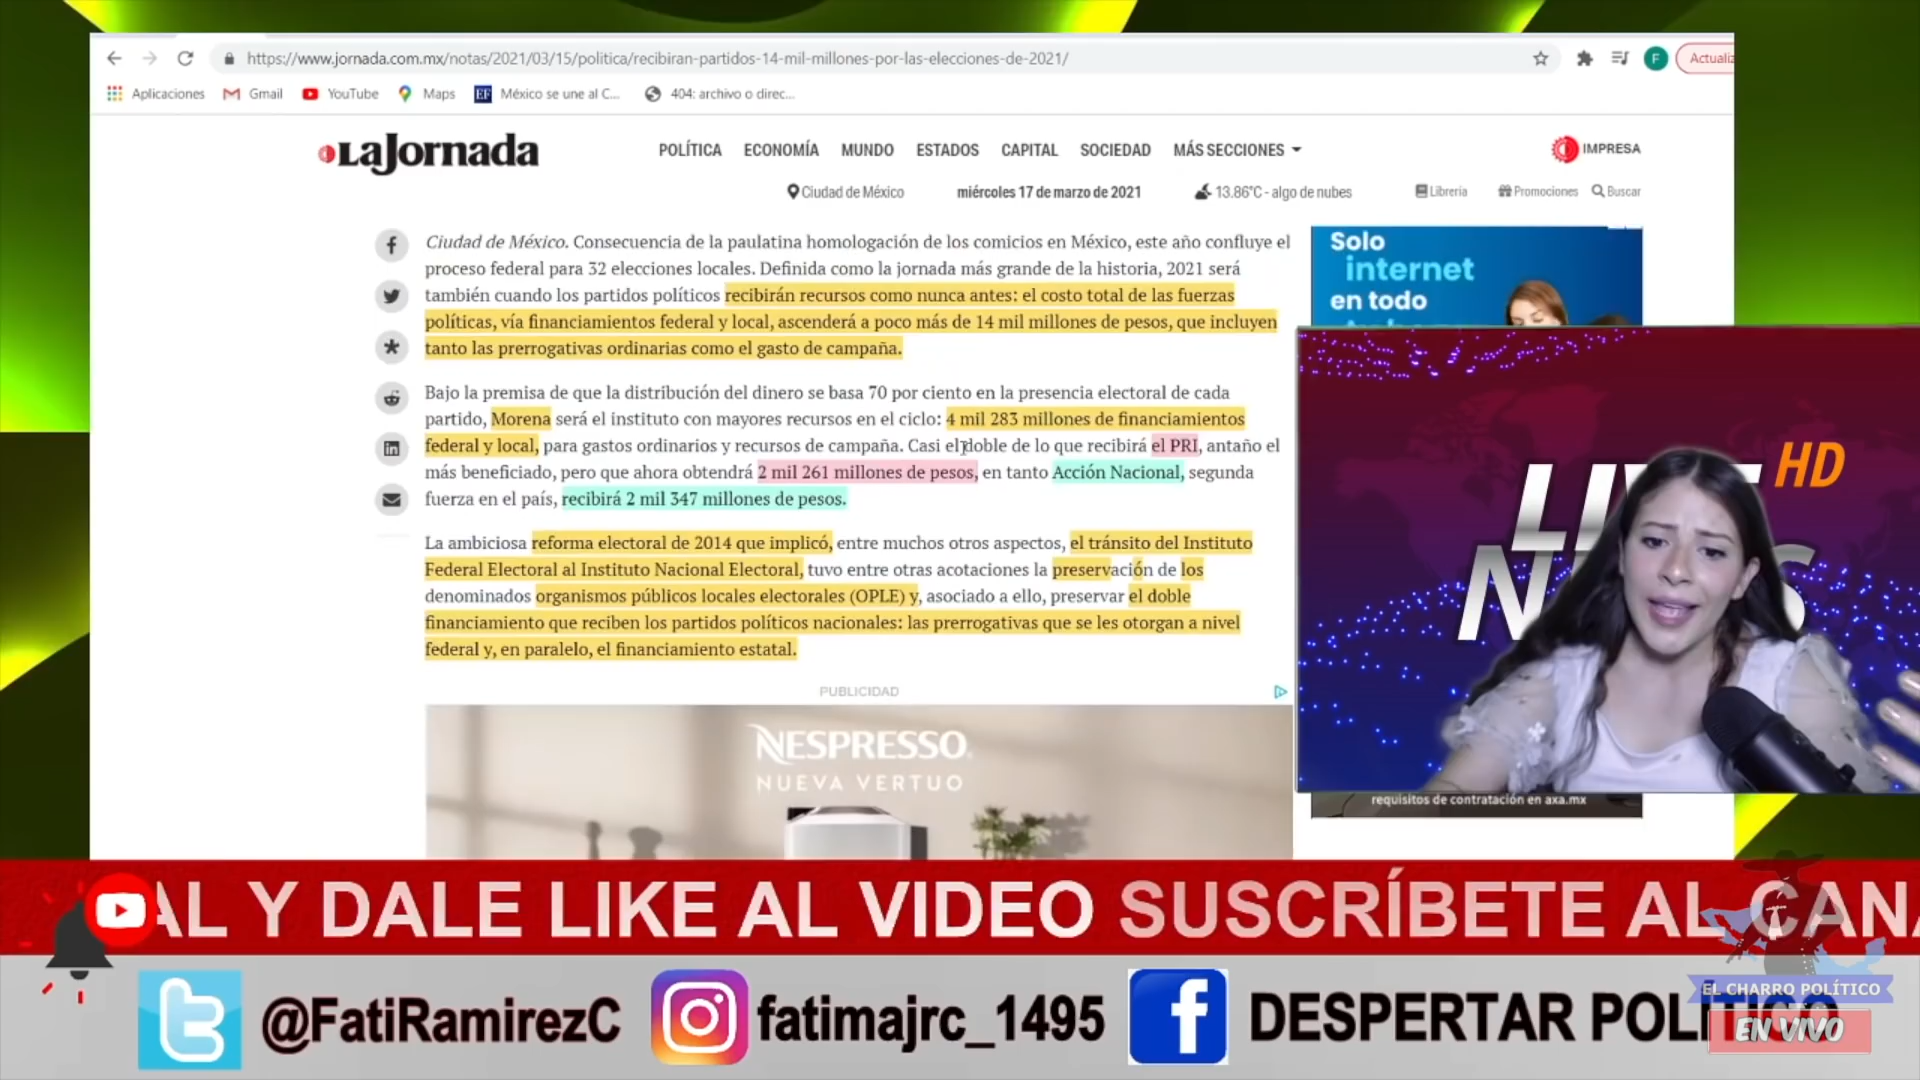 https://www.jornada.com.mx/notas/2021/03/15/politica/recibiran-partidos-14-mil-millones-por-las-elecciones-de-2021/
F
Actualiz
Aplicaciones Gmail YouTube Maps EF México se une al C... 404: archivo o direc...
LaJornada
POLÍTICA ECONOMÍA MUNDO ESTADOS CAPITAL SOCIEDAD MÁS SECCIONES
IMPRESA
Ciudad de México miércoles 17 de marzo de 2021 13.86°C - algo de nubes Libreria Promociones Buscar
Ciudad de México. Consecuencia de la paulatina homologación de los comicios en México, este año confluye el
proceso federal para 32 elecciones locales. Definida como la jornada más grande de la historia, 2021 será
también cuando los partidos políticos recibirán recursos como nunca antes: el costo total de las fuerzas
políticas, vía financiamientos federal y local, ascenderá a poco más de 14 mil millones de pesos, que incluyen
tanto las prerrogativas ordinarias como el gasto de campaña.
Bajo la premisa de que la distribución del dinero se basa 70 por ciento en la presencia electoral de cada
partido, Morena será el instituto con mayores recursos en el ciclo: 4 mil 283 millones de financiamientos
federal y local, para gastos ordinarios y recursos de campaña. Casi el doble de lo que recibirá el PRI, antaño el
más beneficiado, pero que ahora obtendrá 2 mil 261 millones de pesos, en tanto Acción Nacional, segunda
fuerza en el país, recibirá 2 mil 347 millones de pesos.
La ambiciosa reforma electoral de 2014 que implicó, entre muchos otros aspectos, el tránsito del Instituto
Federal Electoral al Instituto Nacional Electoral, tuvo entre otras acotaciones la preservación de los
denominados organismos públicos locales electorales (OPLE) y, asociado a ello, preservar el doble
financiamiento que reciben los partidos políticos nacionales: las prerrogativas que se les otorgan a nivel
federal y, en paralelo, el financiamiento estatal.
PUBLICIDAD
NESPRESSO.
NUEVA VERTUO
Solo
internet
en todo
HD
requisitos de contratación en axa.mx
AL Y DALE LIKE AL VIDEO SUSCRÍBETE AL CANA
@FatiRamirezC fatimajrc_1495 DESPERTAR POLÍTICO
EL CHARRO POLÍTICO
EN VIVO